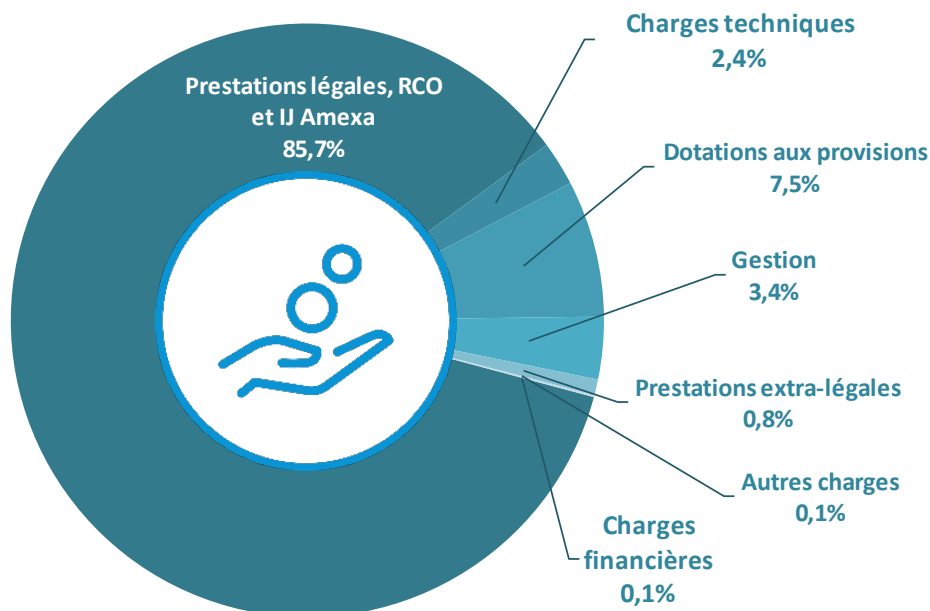 Prestations légales, RCO
et IJ Amexa
85,7%
Charges techniques
2,4%
Dotations aux provisions
7,5%
Gestion
3,4%
Prestations extra-légales
0,8%
Autres charges
0,1%
Charges
financières
0,1%